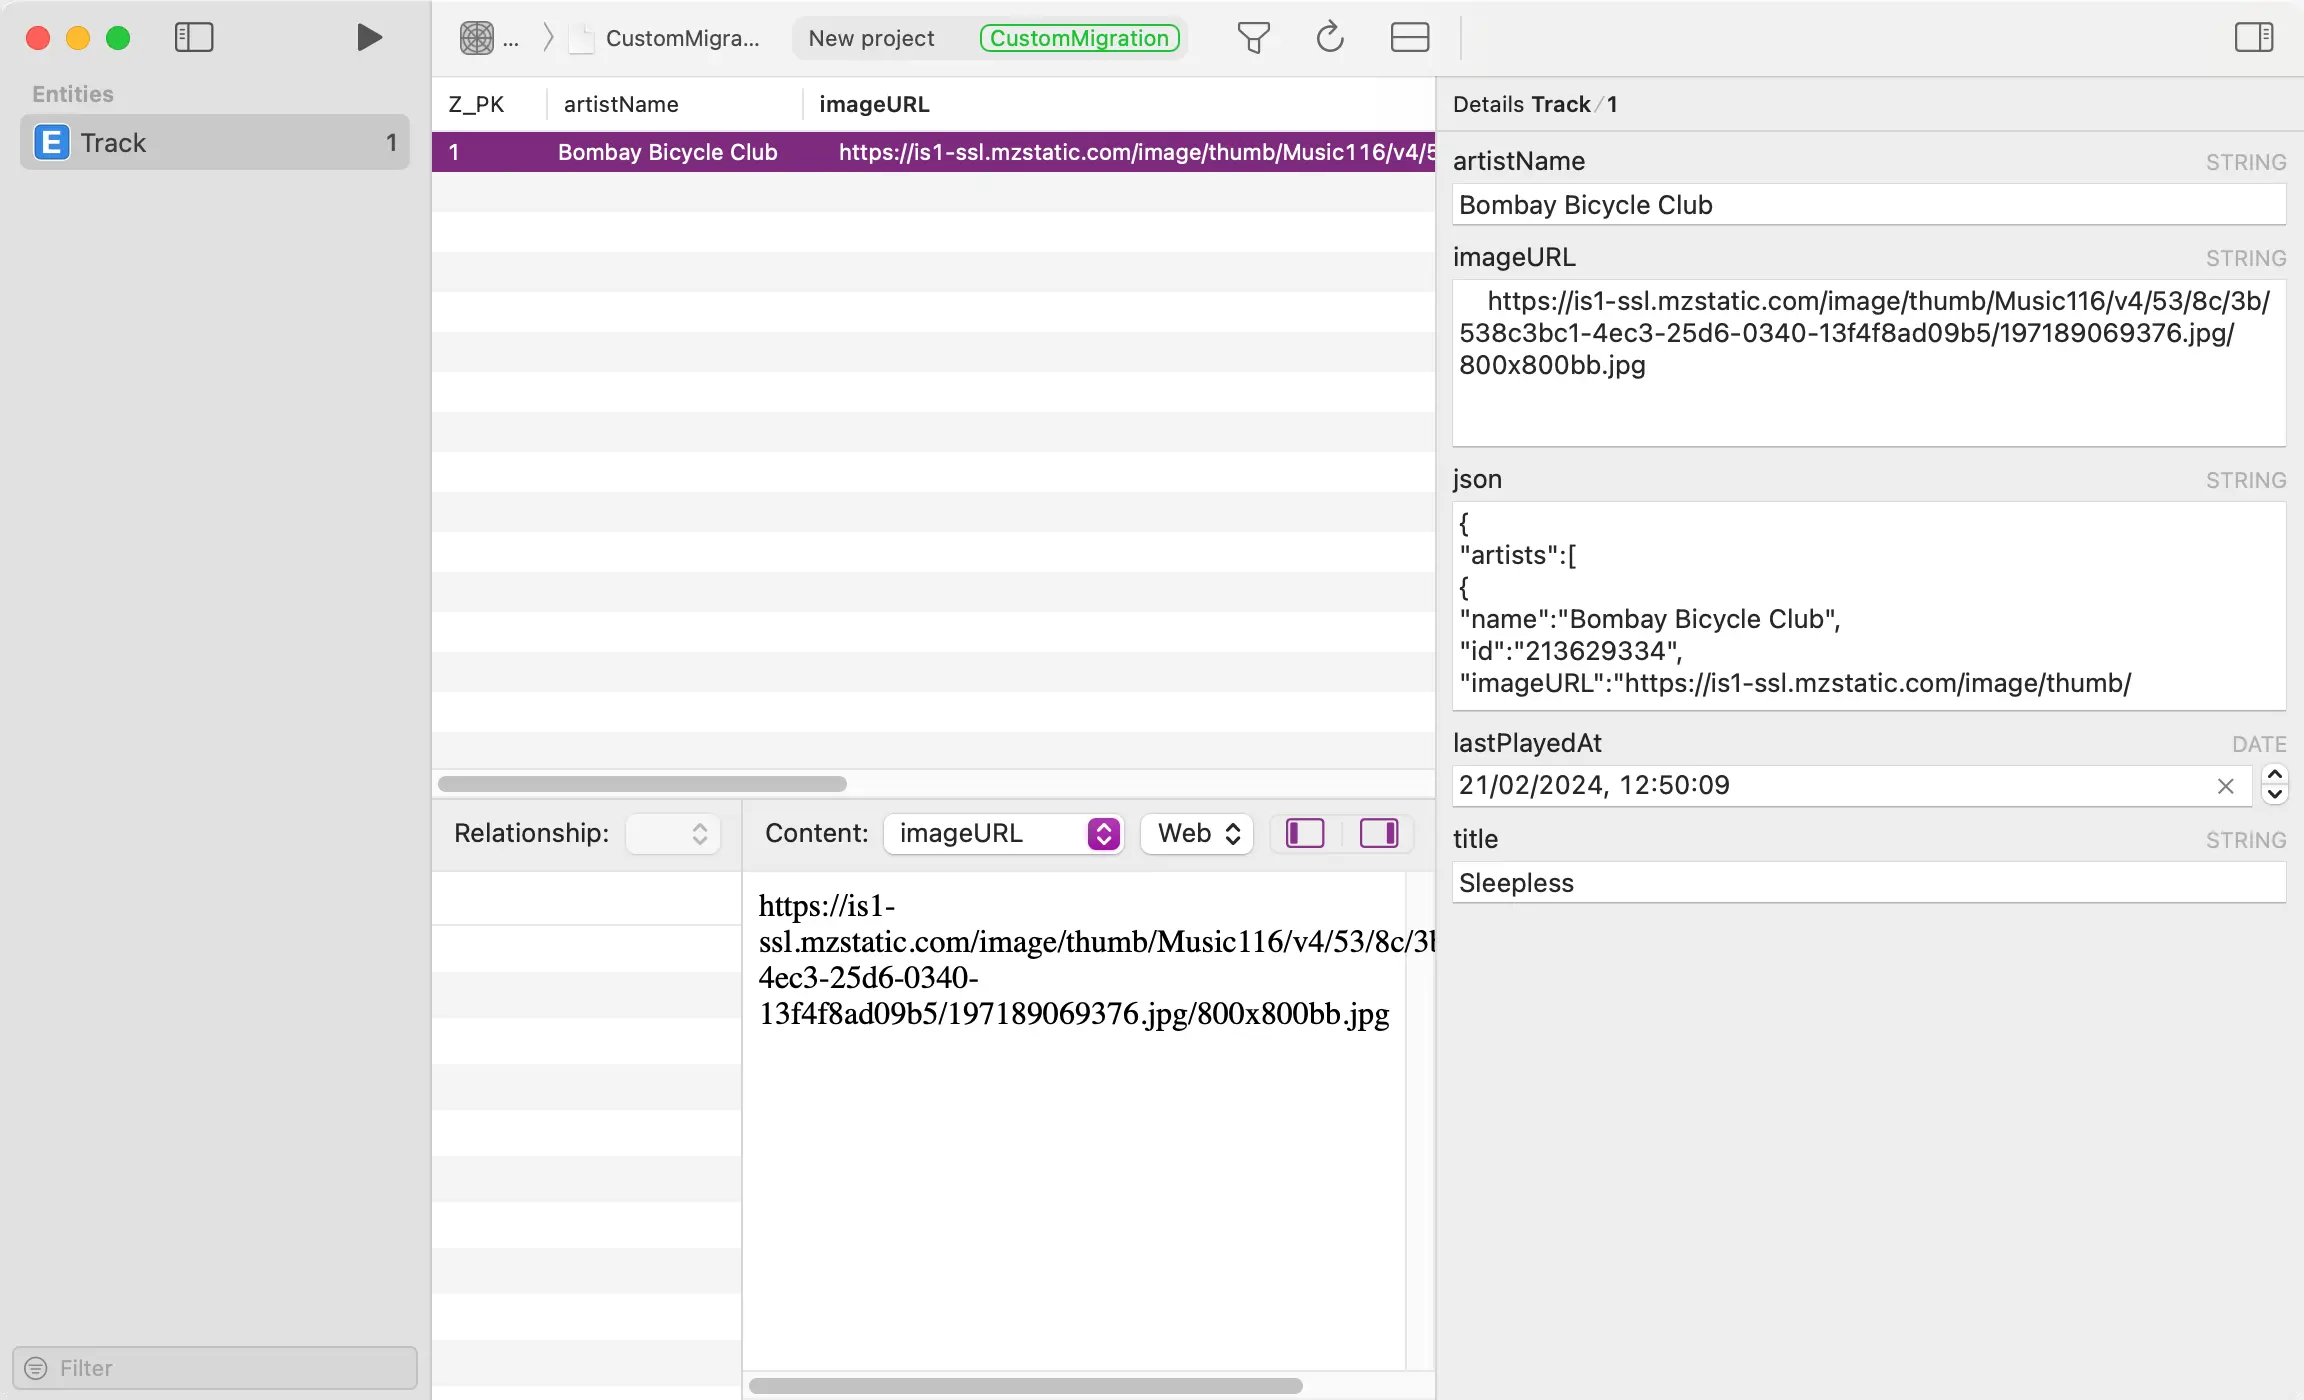 ... CustomMigra... New project CustomMigration
Entities
E Track 1
Filter
Z_PK artistName imageURL
1 Bombay Bicycle Club https://is1-ssl.mzstatic.com/image/thumb/Music116/v4/5
Relationship:
Content: imageURL Web
https://is1-
ssl.mzstatic.com/image/thumb/Music116/v4/53/8c/3b
4ec3-25d6-0340-
13f4f8ad09b5/197189069376.jpg/800x800bb.jpg
Details Track / 1
artistName STRING
Bombay Bicycle Club
imageURL STRING
https://is1-ssl.mzstatic.com/image/thumb/Music116/v4/53/8c/3b/
538c3bc1-4ec3-25d6-0340-13f4f8ad09b5/197189069376.jpg/
800x800bb.jpg
json STRING
{
"artists":[
{
"name":"Bombay Bicycle Club",
"id":"213629334",
"imageURL":"https://is1-ssl.mzstatic.com/image/thumb/
lastPlayedAt DATE
21/02/2024, 12:50:09
title STRING
Sleepless